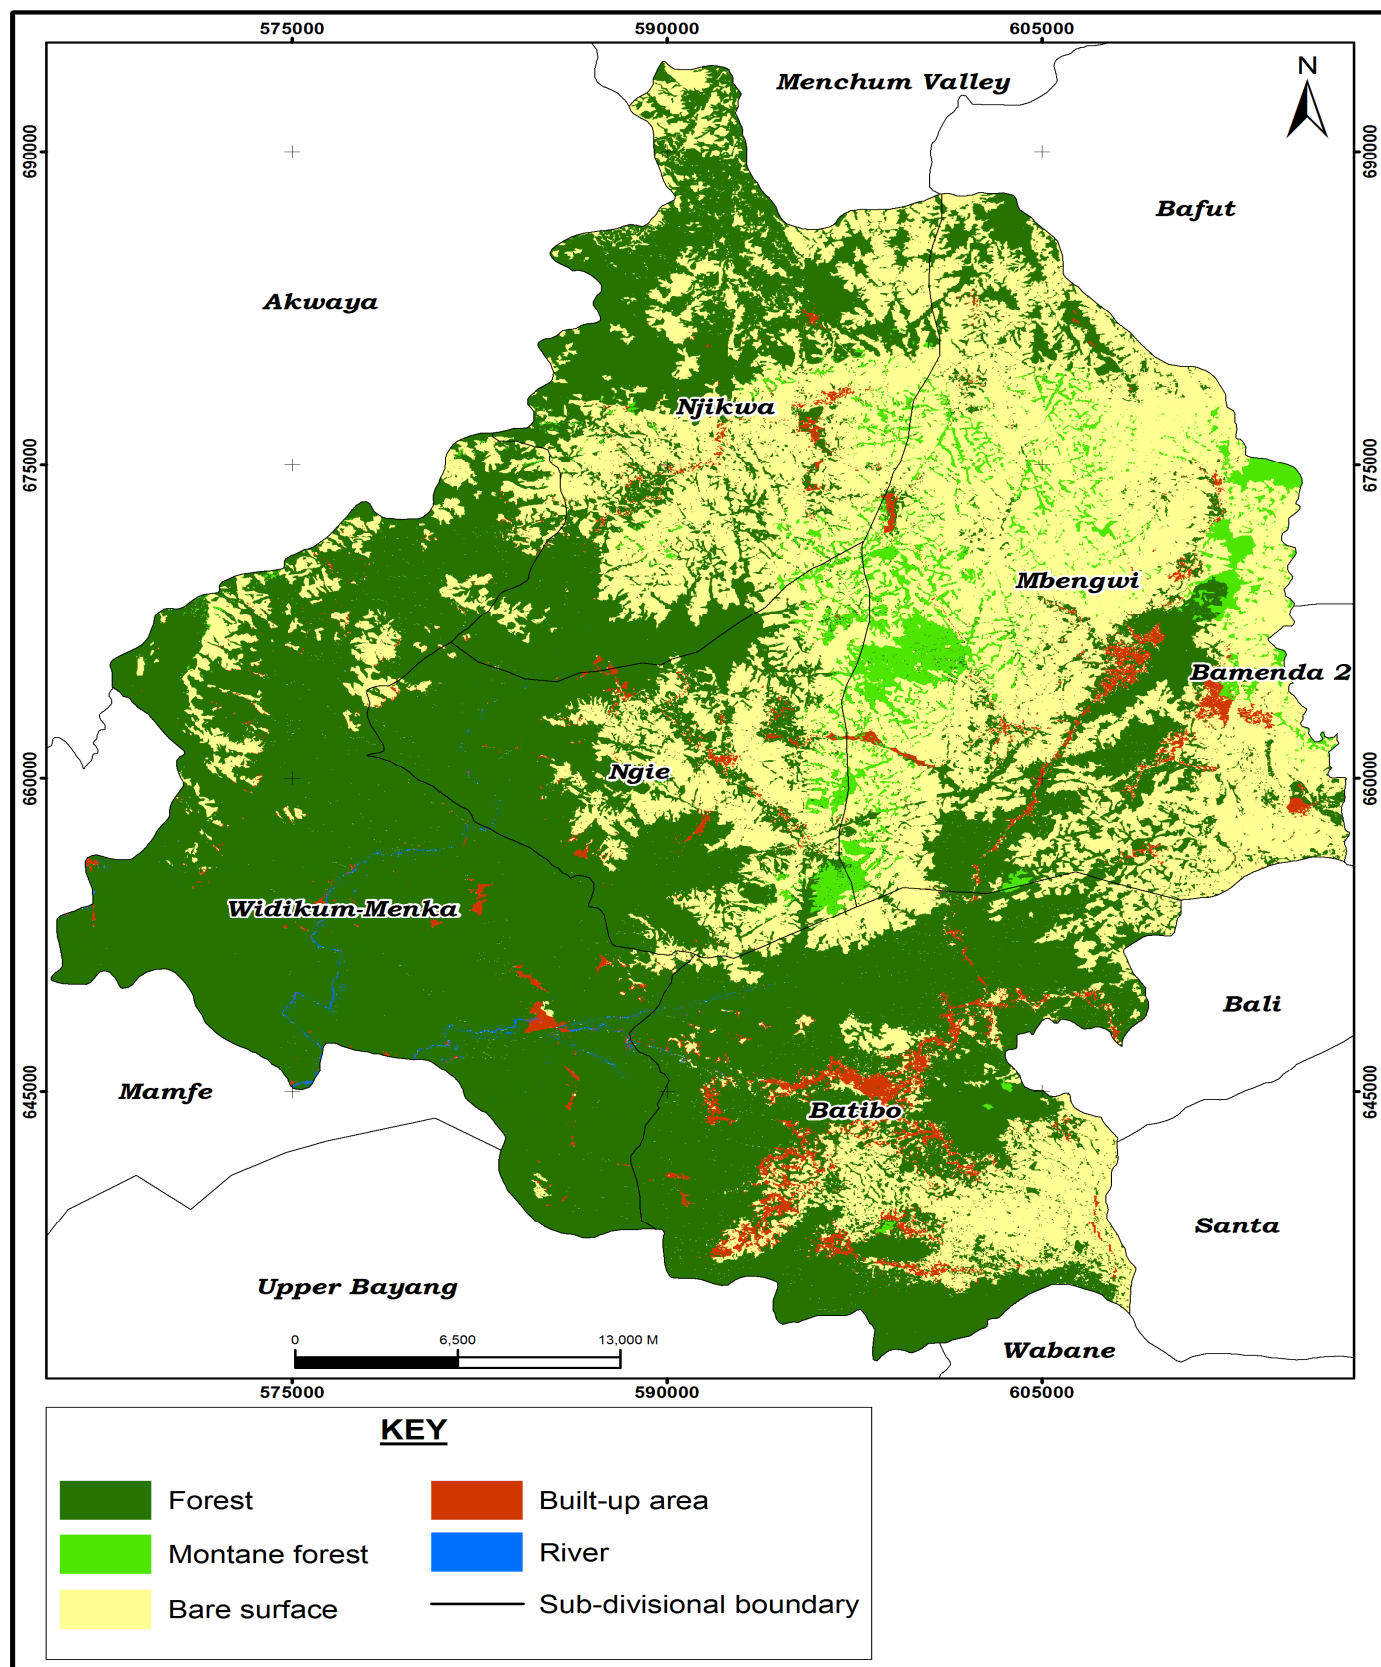 575000 590000 605000
N
Menchum Valley
690000 690000
Bafut
Akwaya
Njikwa
675000 675000
Mbengwi
Bamenda 2
Ngie
660000 660000
Widikum-Menka
Bali
Mamfe
645000 645000
Batibo
Santa
Upper Bayang
0 6,500 13,000 M
Wabane
575000 590000 605000
KEY
Forest
Montane forest
Bare surface
Built-up area
River
Sub-divisional boundary